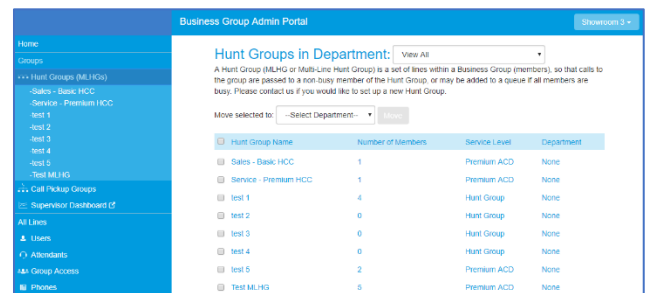 Business Group Admin Portal
Showroom 3
Home
Groups
Hunt Groups (MLHGs)
-Sales - Basic HCC
-Service - Premium HCC
-test 1
-test 2
-test 3
-test 4
-test 5
-Test MLHG
Call Pickup Groups
Supervisor Dashboard
All Lines
Users
Attendants
Group Access
Phones
Hunt Groups in Department: View All
A Hunt Group (MLHG or Multi-Line Hunt Group) is a set of lines within a Business Group (members), so that calls to
the group are passed to a non-busy member of the Hunt Group, or may be added to a queue if all members are
busy. Please contact us if you would like to set up a new Hunt Group.
Move selected to: --Select Department-- Move
Hunt Group Name Number of Members Service Level Department
Sales - Basic HCC 1 Premium ACD None
Service - Premium HCC 1 Premium ACD None
test 1 4 Hunt Group None
test 2 0 Hunt Group None
test 3 0 Hunt Group None
test 4 0 Hunt Group None
test 5 2 Premium ACD None
Test MLHG 5 Premium ACD None